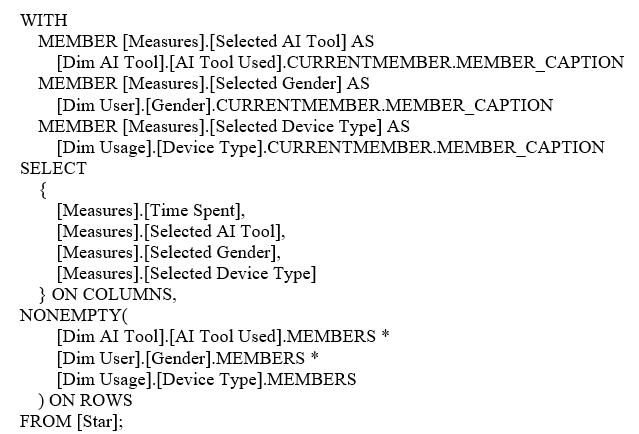 WITH
MEMBER [Measures].[Selected AI Tool] AS
[Dim AI Tool].[AI Tool Used].CURRENTMEMBER.MEMBER_CAPTION
MEMBER [Measures].[Selected Gender] AS
[Dim User].[Gender].CURRENTMEMBER.MEMBER_CAPTION
MEMBER [Measures].[Selected Device Type] AS
[Dim Usage].[Device Type].CURRENTMEMBER.MEMBER_CAPTION
SELECT
{
[Measures].[Time Spent],
[Measures].[Selected AI Tool],
[Measures].[Selected Gender],
[Measures].[Selected Device Type]
} ON COLUMNS,
NONEMPTY(
[Dim AI Tool].[AI Tool Used].MEMBERS *
[Dim User].[Gender].MEMBERS *
[Dim Usage].[Device Type].MEMBERS
) ON ROWS
FROM [Star];